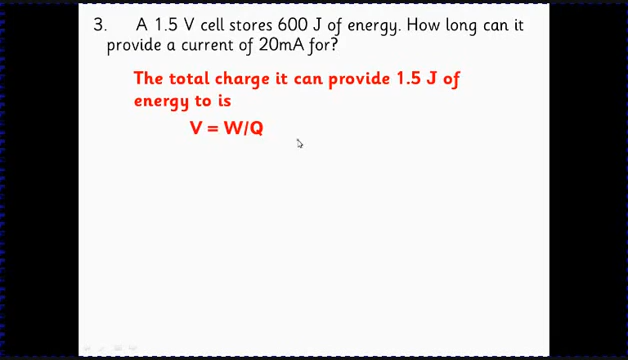 3. A 1.5 V cell stores 600 J of energy. How long can it
provide a current of 20mA for?
The total charge it can provide 1.5 J of
energy to is
V = W/Q